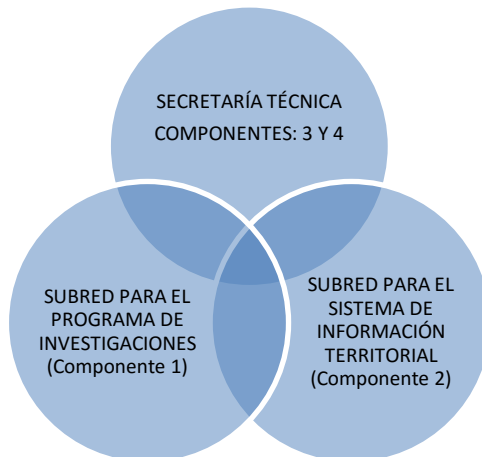 SECRETARÍA TÉCNICA
COMPONENTES: 3 Y 4
SUBRED PARA EL
PROGRAMA DE
INVESTIGACIONES
(Componente 1)
SUBRED PARA EL
SISTEMA DE
INFORMACIÓN
TERRITORIAL
(Componente 2)